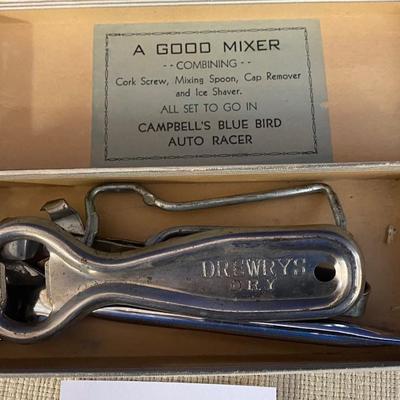 A GOOD MIXER
-- COMBINING --
Cork Screw, Mixing Spoon, Cap Remover
and Ice Shaver.
ALL SET TO GO IN
CAMPBELL'S BLUE BIRD
AUTO RACER
DREWRYS
DRY